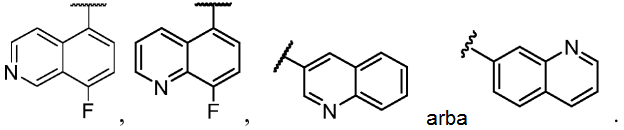 N F , N F , N arba N .